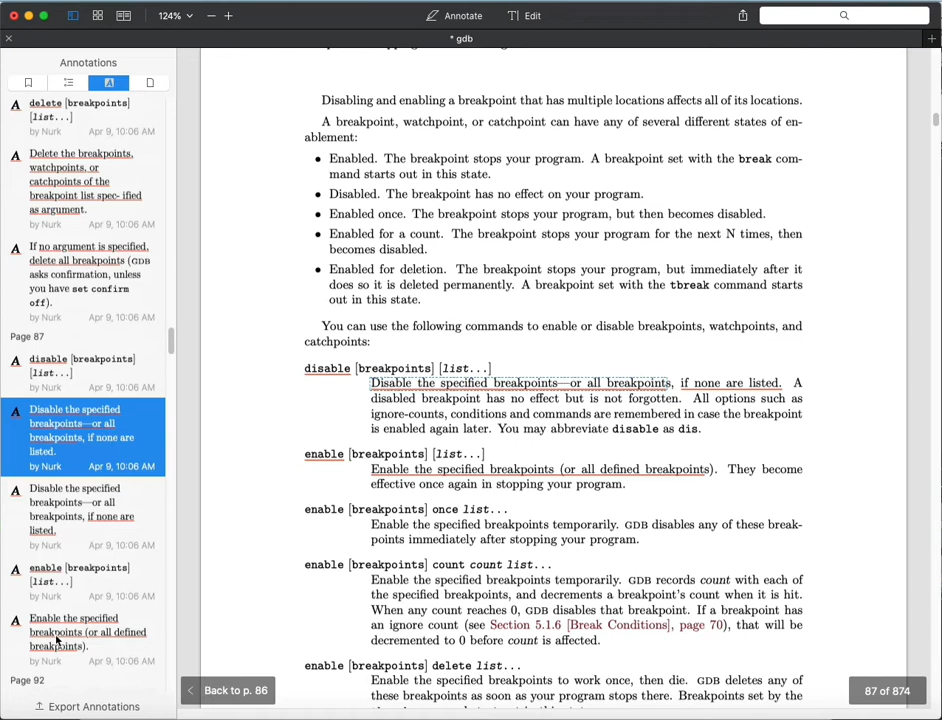 124%
Annotate
Edit
* gdb
Annotations
delete [breakpoints]
[list...]
by Nurk Apr 9, 10:06 AM
Delete the breakpoints,
watchpoints, or
catchpoints of the
breakpoint list spec- ified
as argument.
by Nurk Apr 9, 10:06 AM
If no argument is specified,
delete all breakpoints (GDB
asks confirmation, unless
you have set confirm
off).
by Nurk Apr 9, 10:06 AM
Page 87
disable [breakpoints]
[list...]
by Nurk Apr 9, 10:06 AM
Disable the specified
breakpoints—or all
breakpoints, if none are
listed.
by Nurk Apr 9, 10:06 AM
Disable the specified
breakpoints—or all
breakpoints, if none are
listed.
by Nurk Apr 9, 10:06 AM
enable [breakpoints]
[list...]
by Nurk Apr 9, 10:06 AM
Enable the specified
breakpoints (or all defined
breakpoints).
by Nurk Apr 9, 10:06 AM
Page 92
Export Annotations
Disabling and enabling a breakpoint that has multiple locations affects all of its locations.
A breakpoint, watchpoint, or catchpoint can have any of several different states of en-
ablement:
• Enabled. The breakpoint stops your program. A breakpoint set with the break com-
mand starts out in this state.
• Disabled. The breakpoint has no effect on your program.
• Enabled once. The breakpoint stops your program, but then becomes disabled.
• Enabled for a count. The breakpoint stops your program for the next N times, then
becomes disabled.
• Enabled for deletion. The breakpoint stops your program, but immediately after it
does so it is deleted permanently. A breakpoint set with the tbreak command starts
out in this state.
You can use the following commands to enable or disable breakpoints, watchpoints, and
catchpoints:
disable [breakpoints] [list...]
Disable the specified breakpoints—or all breakpoints, if none are listed. A
disabled breakpoint has no effect but is not forgotten. All options such as
ignore-counts, conditions and commands are remembered in case the breakpoint
is enabled again later. You may abbreviate disable as dis.
enable [breakpoints] [list...]
Enable the specified breakpoints (or all defined breakpoints). They become
effective once again in stopping your program.
enable [breakpoints] once list...
Enable the specified breakpoints temporarily. GDB disables any of these break-
points immediately after stopping your program.
enable [breakpoints] count count list...
Enable the specified breakpoints temporarily. GDB records count with each of
the specified breakpoints, and decrements a breakpoint's count when it is hit.
When any count reaches 0, GDB disables that breakpoint. If a breakpoint has
an ignore count (see Section 5.1.6 [Break Conditions], page 70), that will be
decremented to 0 before count is affected.
enable [breakpoints] delete list...
Enable the specified breakpoints to work once, then die. GDB deletes any of
these breakpoints as soon as your program stops there. Breakpoints set by the
Back to p. 86
87 of 874